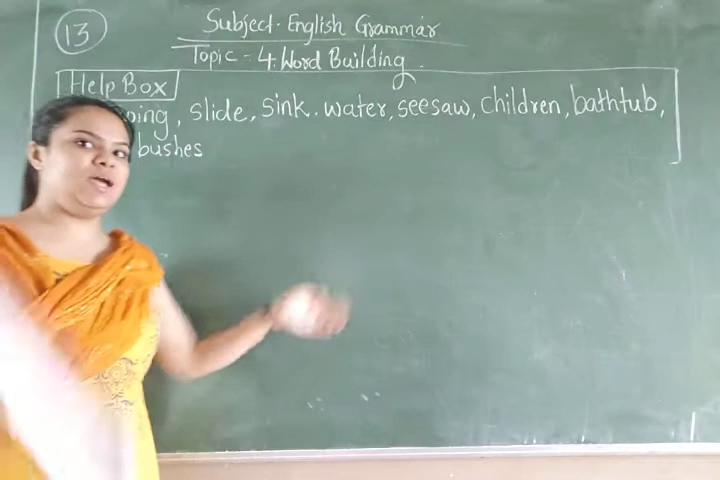 13
Subject - English Grammar
Topic - 4. Word Building.
Help Box
slide, sink. water, seesaw, children, bathtub,
bushes